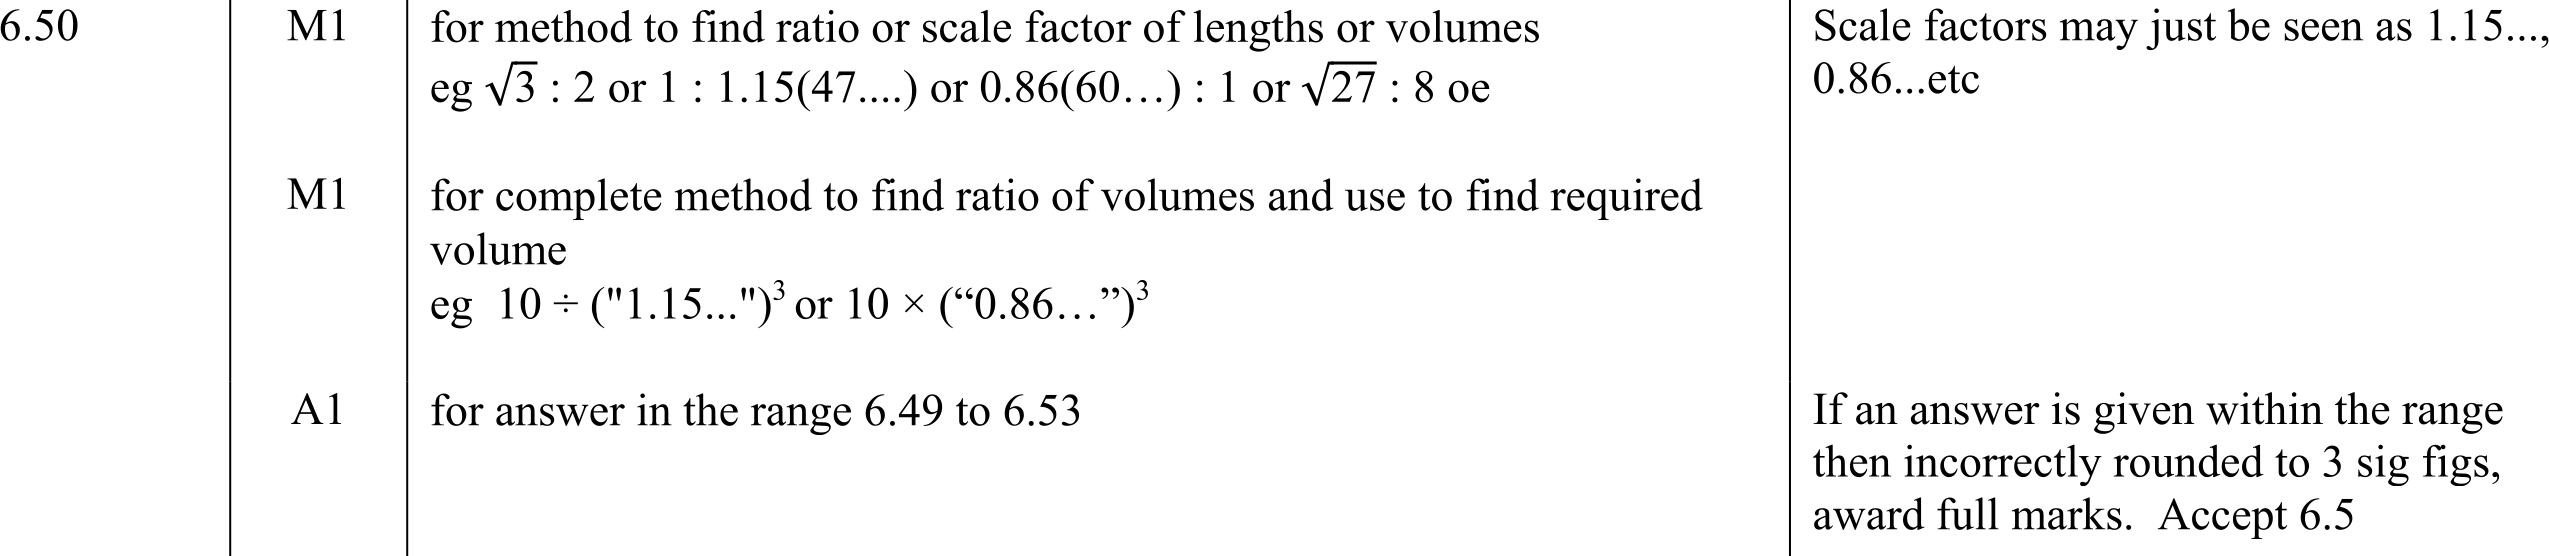 6.50
M1
for method to find ratio or scale factor of lengths or volumes
eg √3 : 2 or 1 : 1.15(47....) or 0.86(60…) : 1 or √27 : 8 oe
Scale factors may just be seen as 1.15...,
0.86...etc
M1
for complete method to find ratio of volumes and use to find required
volume
eg 10 ÷ ("1.15...")³ or 10 × (“0.86…”)³
A1
for answer in the range 6.49 to 6.53
If an answer is given within the range
then incorrectly rounded to 3 sig figs,
award full marks. Accept 6.5